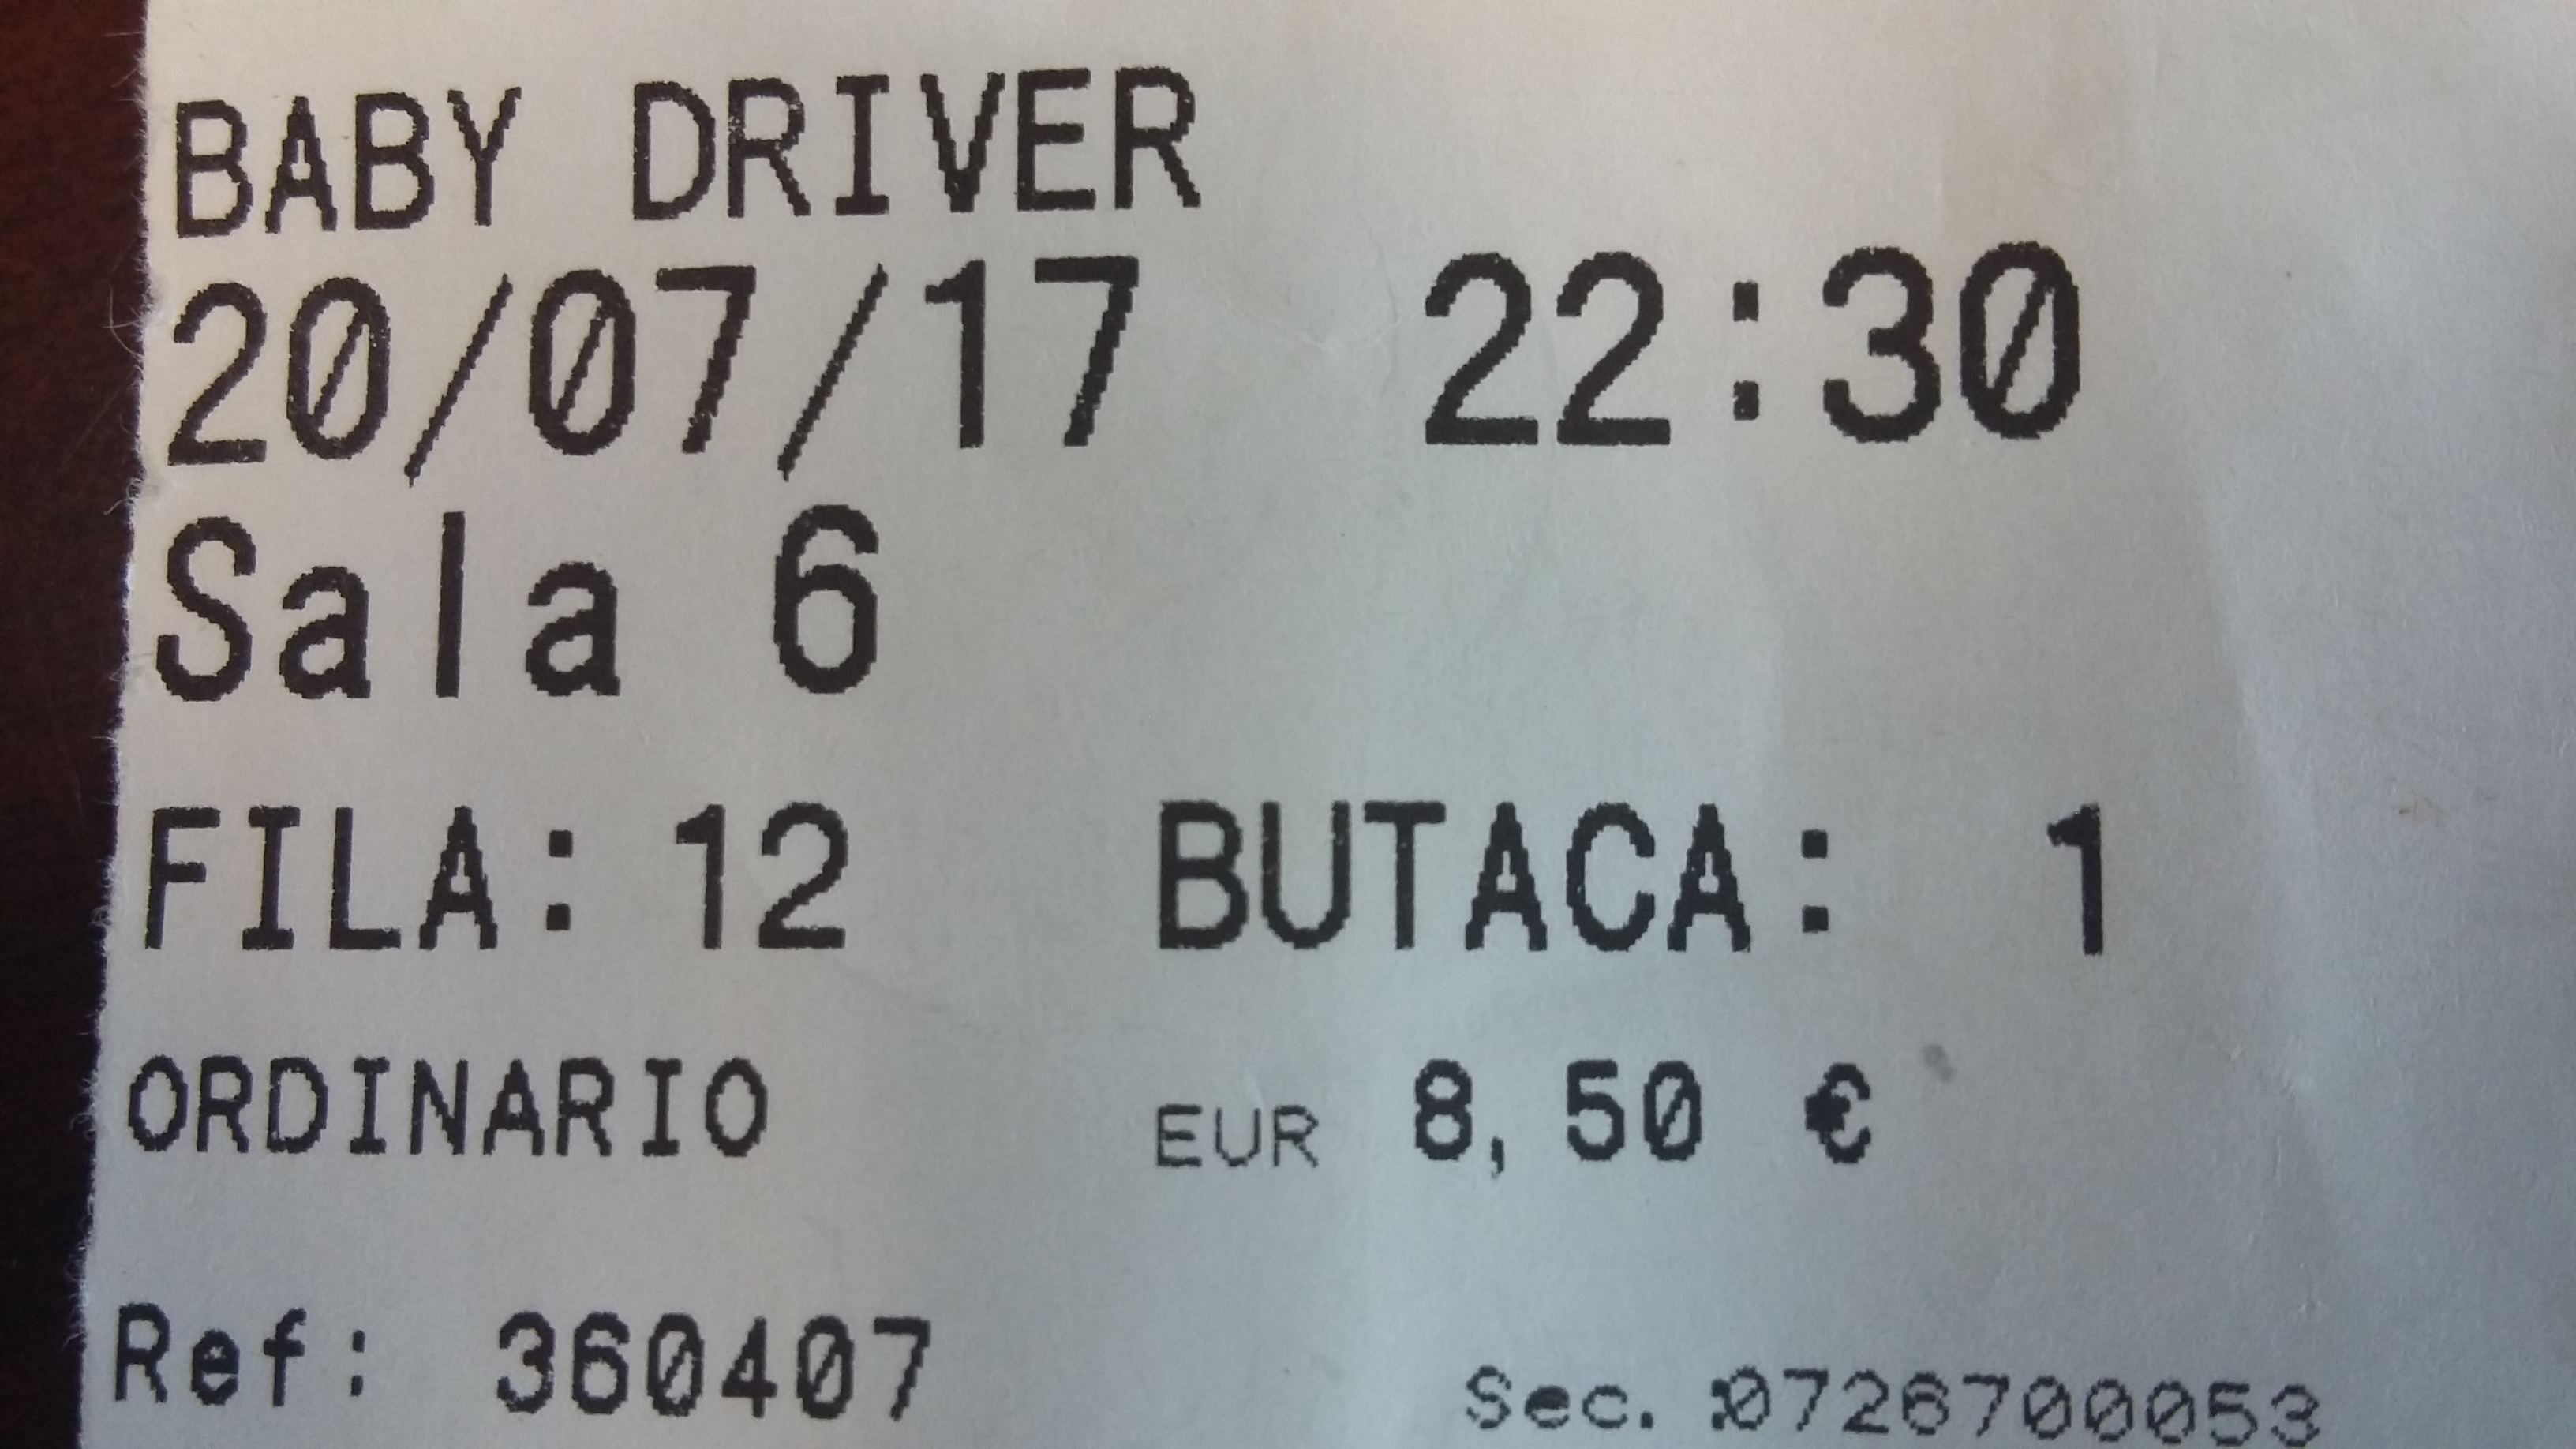 BABY DRIVER
20/07/17 22:30
Sala 6
FILA: 12 BUTACA: 1
ORDINARIO EUR 8,50 €
Ref: 360407 Sec. :0726700053